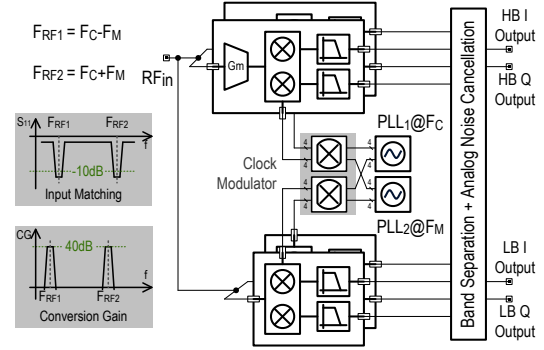 FRF1 = FC-FM
FRF2 = FC+FM
RFin
Gm
HB I
Output
HB Q
Output
S11
FRF1
FRF2
f
-10dB
Input Matching
Clock
Modulator
4
4
4
4
4
4
4
4
PLL1@FC
PLL2@FM
CG
40dB
f
FRF1
FRF2
Conversion Gain
Band Separation + Analog Noise Cancellation
LB I
Output
LB Q
Output